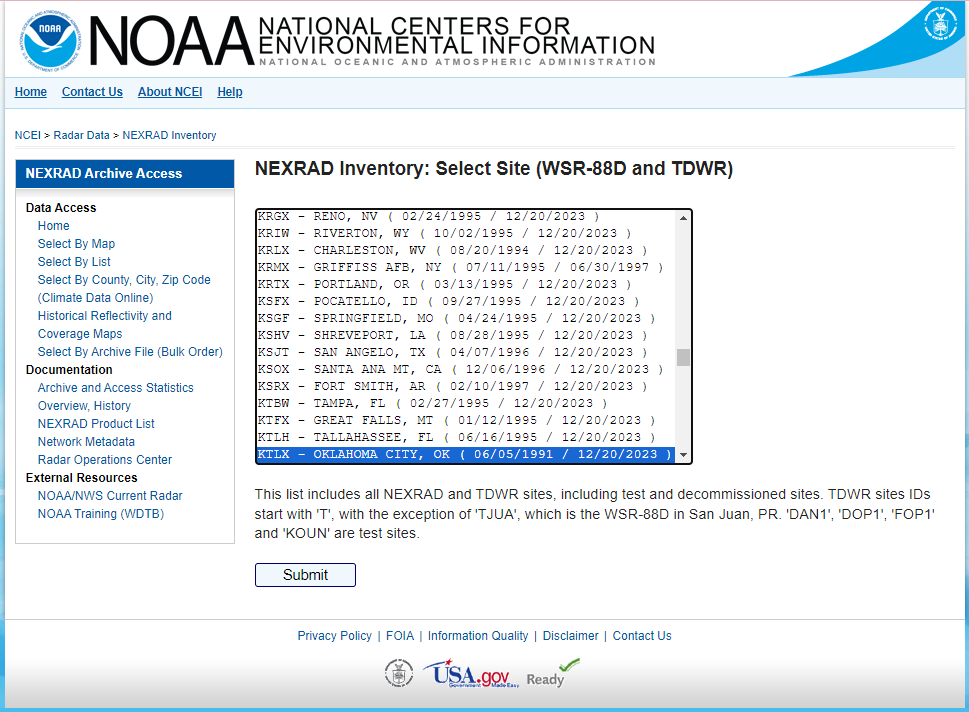 NOAA
NATIONAL CENTERS FOR
ENVIRONMENTAL INFORMATION
NATIONAL OCEANIC AND ATMOSPHERIC ADMINISTRATION
Home Contact Us About NCEI Help
NCEI > Radar Data > NEXRAD Inventory
NEXRAD Archive Access
Data Access
Home
Select By Map
Select By List
Select By County, City, Zip Code
(Climate Data Online)
Historical Reflectivity and
Coverage Maps
Select By Archive File (Bulk Order)
Documentation
Archive and Access Statistics
Overview, History
NEXRAD Product List
Network Metadata
Radar Operations Center
External Resources
NOAA/NWS Current Radar
NOAA Training (WDTB)
NEXRAD Inventory: Select Site (WSR-88D and TDWR)
KRGX - RENO, NV ( 02/24/1995 / 12/20/2023 )
KRIW - RIVERTON, WY ( 10/02/1995 / 12/20/2023 )
KRLX - CHARLESTON, WV ( 08/20/1994 / 12/20/2023 )
KRMX - GRIFFISS AFB, NY ( 07/11/1995 / 06/30/1997 )
KRTX - PORTLAND, OR ( 03/13/1995 / 12/20/2023 )
KSFX - POCATELLO, ID ( 09/27/1995 / 12/20/2023 )
KSGF - SPRINGFIELD, MO ( 04/24/1995 / 12/20/2023 )
KSHV - SHREVEPORT, LA ( 08/28/1995 / 12/20/2023 )
KSJT - SAN ANGELO, TX ( 04/07/1996 / 12/20/2023 )
KSOX - SANTA ANA MT, CA ( 12/06/1996 / 12/20/2023 )
KSRX - FORT SMITH, AR ( 02/10/1997 / 12/20/2023 )
KTBW - TAMPA, FL ( 02/27/1995 / 12/20/2023 )
KTFX - GREAT FALLS, MT ( 01/12/1995 / 12/20/2023 )
KTLH - TALLAHASSEE, FL ( 06/16/1995 / 12/20/2023 )
KTLX - OKLAHOMA CITY, OK ( 06/05/1991 / 12/20/2023 )
This list includes all NEXRAD and TDWR sites, including test and decommissioned sites. TDWR sites IDs
start with 'T', with the exception of 'TJUA', which is the WSR-88D in San Juan, PR. 'DAN1', 'DOP1', 'FOP1'
and 'KOUN' are test sites.
Submit
Privacy Policy | FOIA | Information Quality | Disclaimer | Contact Us
USA.gov
Government Made Easy
Ready